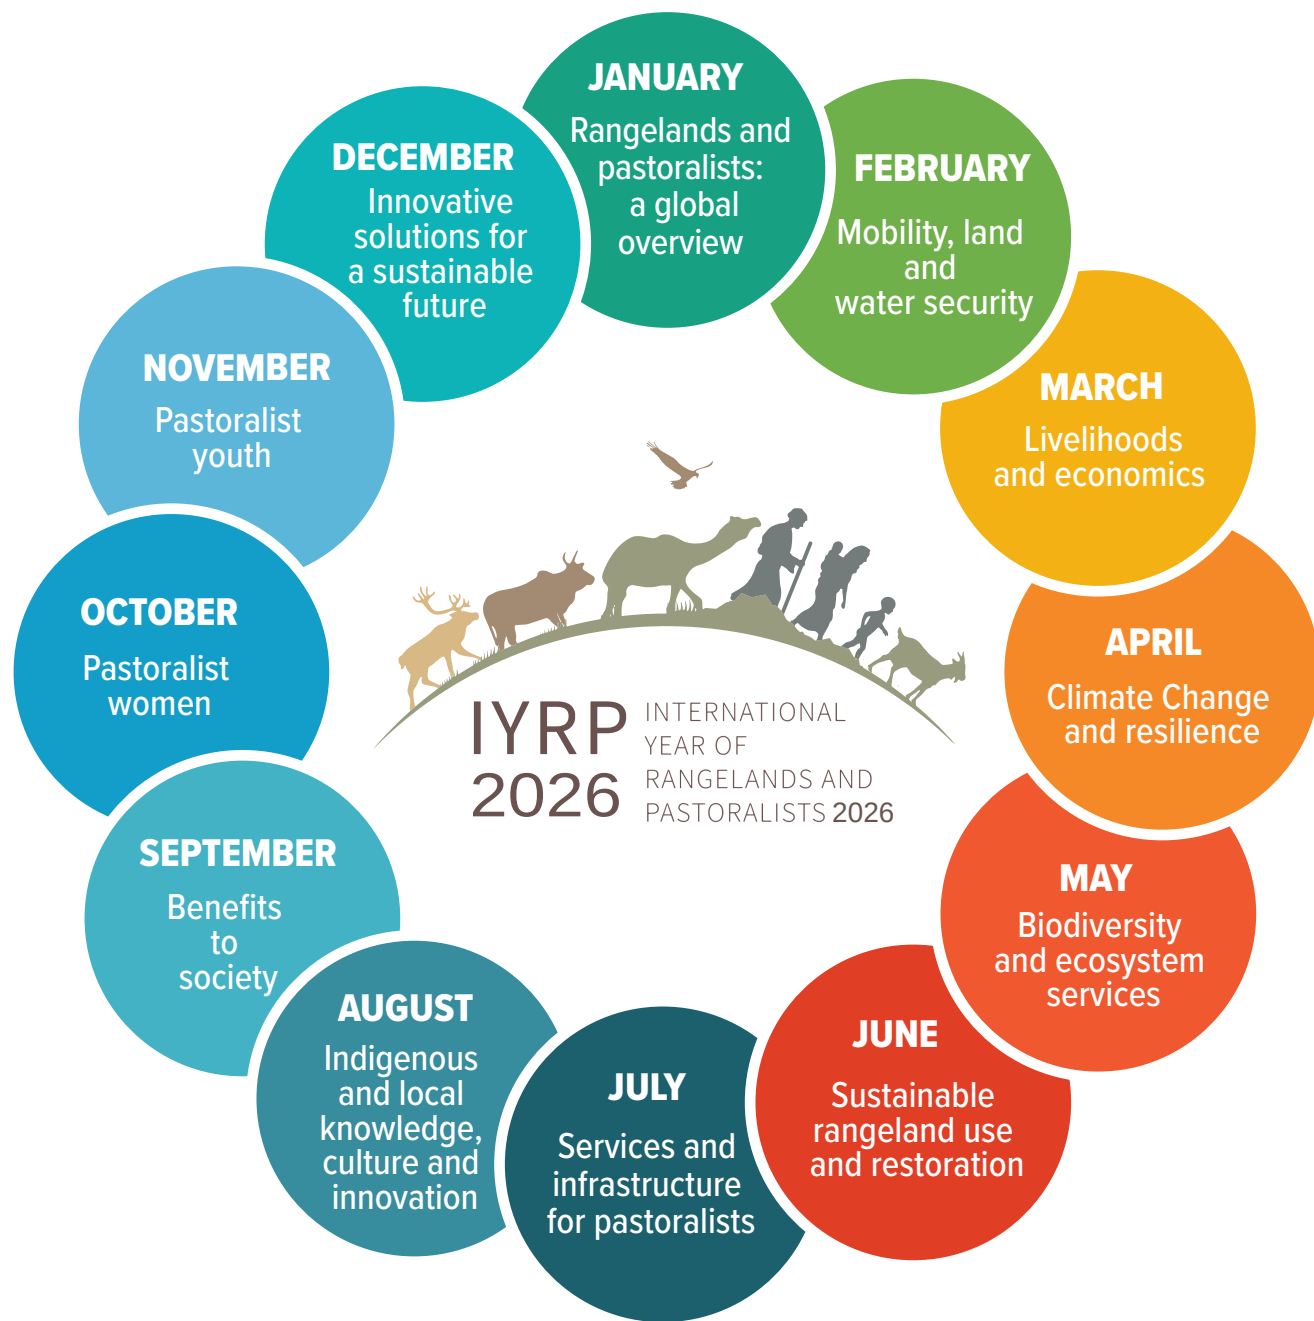 JANUARY
Rangelands and
pastoralists:
a global
overview
FEBRUARY
Mobility, land
and
water security
MARCH
Livelihoods
and economics
APRIL
Climate Change
and resilience
MAY
Biodiversity
and ecosystem
services
JUNE
Sustainable
rangeland use
and restoration
JULY
Services and
infrastructure
for pastoralists
AUGUST
Indigenous
and local
knowledge,
culture and
innovation
SEPTEMBER
Benefits
to
society
OCTOBER
Pastoralist
women
NOVEMBER
Pastoralist
youth
DECEMBER
Innovative
solutions for
a sustainable
future
IYRP
2026
INTERNATIONAL
YEAR OF
RANGELANDS AND
PASTORALISTS 2026